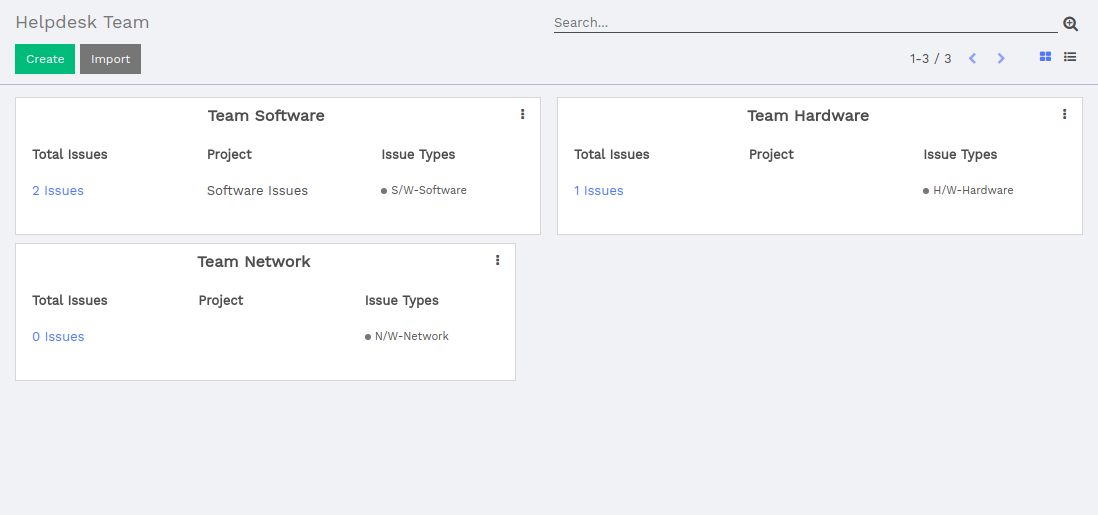 Helpdesk Team
Search...
Create Import
1-3 / 3
Team Software
Total Issues Project Issue Types
2 Issues Software Issues S/W-Software
Team Hardware
Total Issues Project Issue Types
1 Issues H/W-Hardware
Team Network
Total Issues Project Issue Types
0 Issues N/W-Network